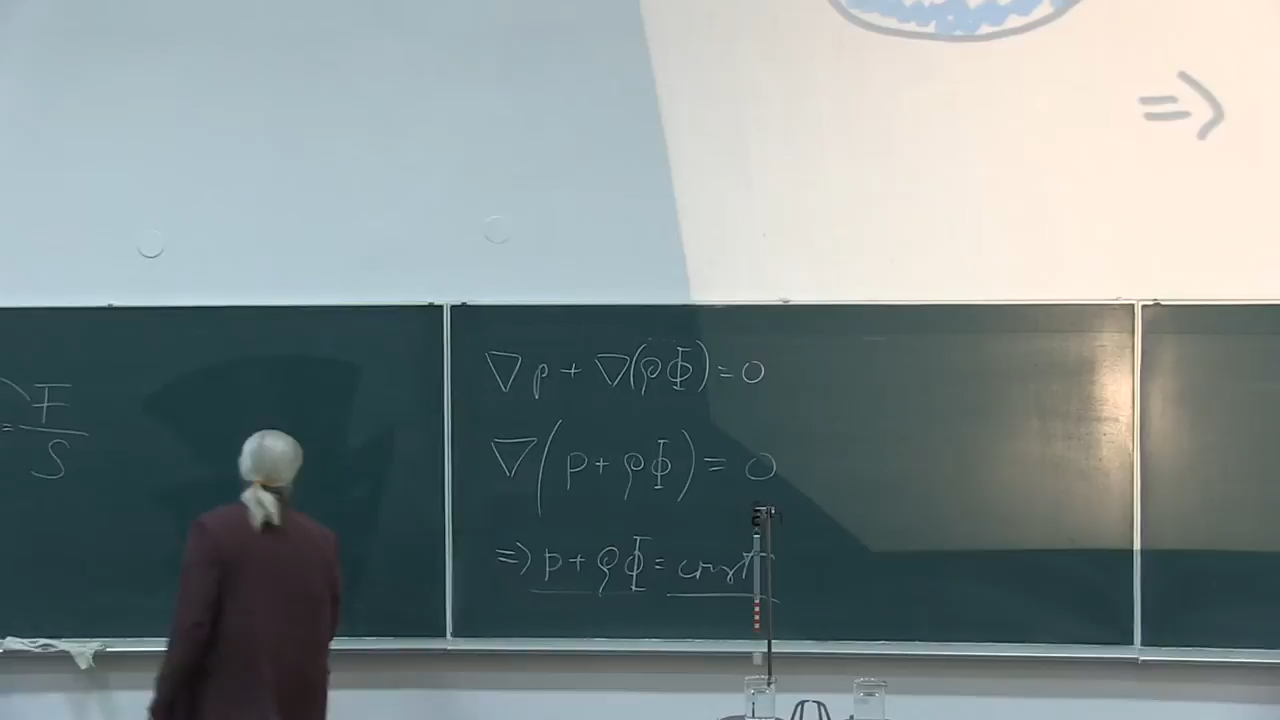 ⇒
= F/S
∇p + ∇(ρΦ) = 0
∇(p + ρΦ) = 0
⇒ p + ρΦ = const